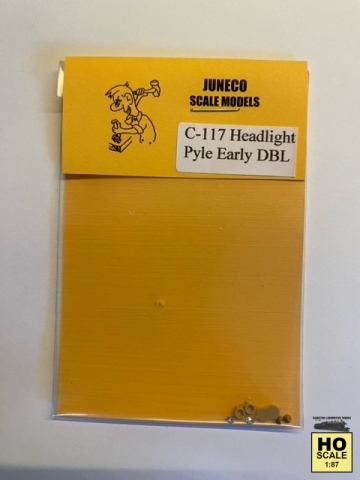 JUNECO
SCALE MODELS
C-117 Headlight
Pyle Early DBL
HO
SCALE
1:87